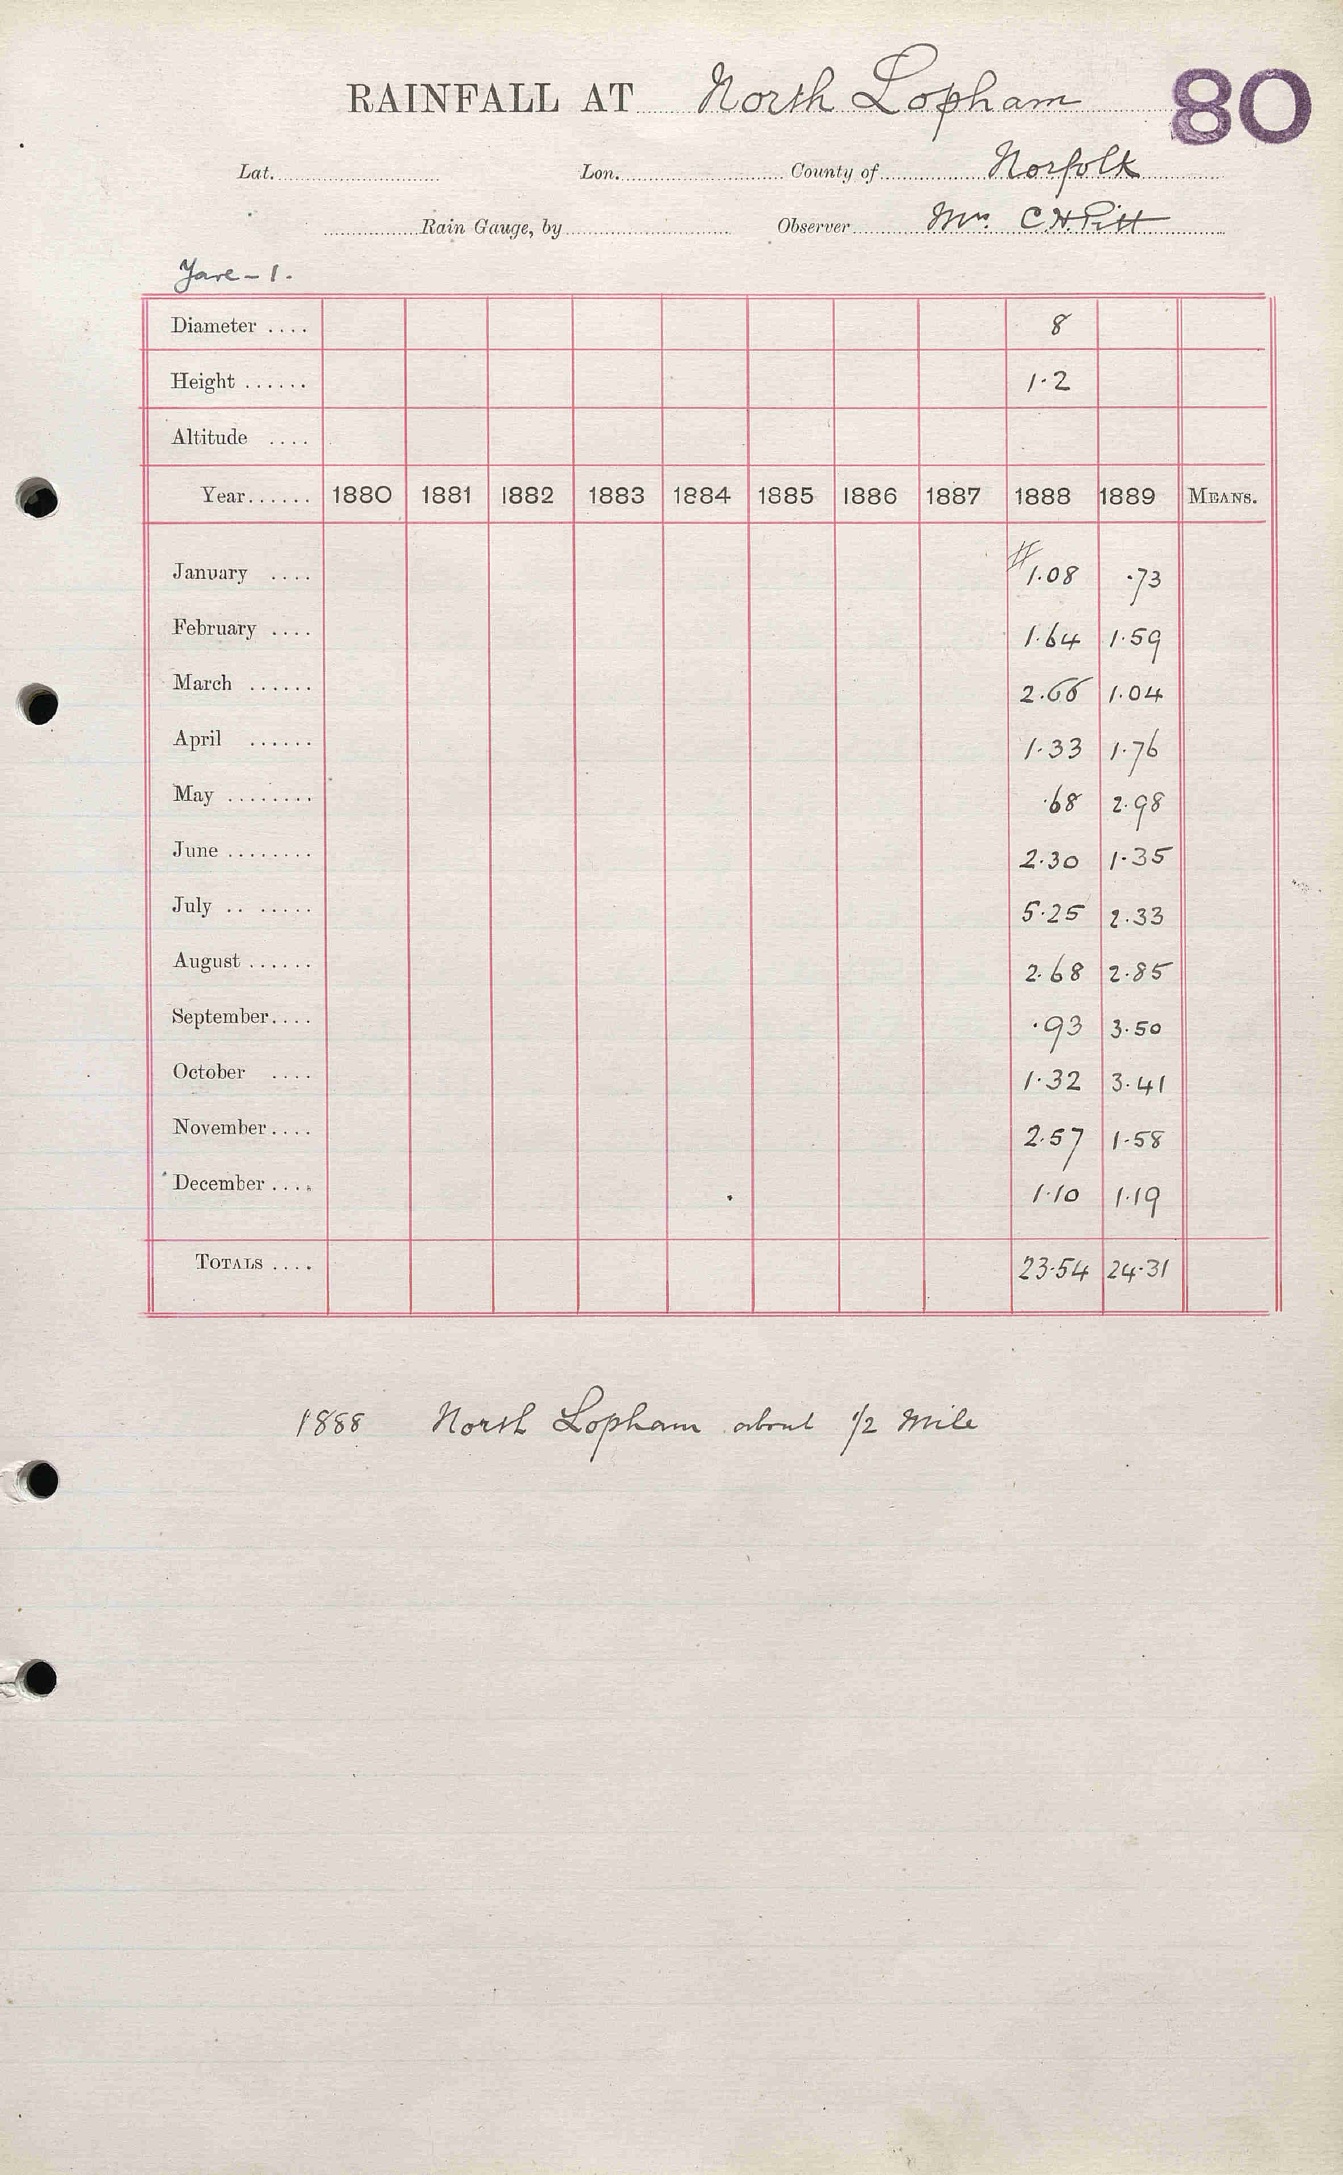 RAINFALL AT North Lopham 80
Lat. Lon. County of Norfolk
Rain Gauge, by Observer Mrs. C.H. Pitt
Yare - 1.
Diameter .... 8
Height ...... 1.2
Altitude ....
Year...... 1880 1881 1882 1883 1884 1885 1886 1887 1888 1889 MEANS.
January .... # 1.08 .73
February .... 1.64 1.59
March ...... 2.66 1.04
April ...... 1.33 1.76
May ........ .68 2.98
June ........ 2.30 1.35
July .. ..... 5.25 2.33
August ...... 2.68 2.85
September.... .93 3.50
October .... 1.32 3.41
November.... 2.57 1.58
December .... 1.10 1.19
TOTALS .... 23.54 24.31
1888 North Lopham about 1/2 Mile